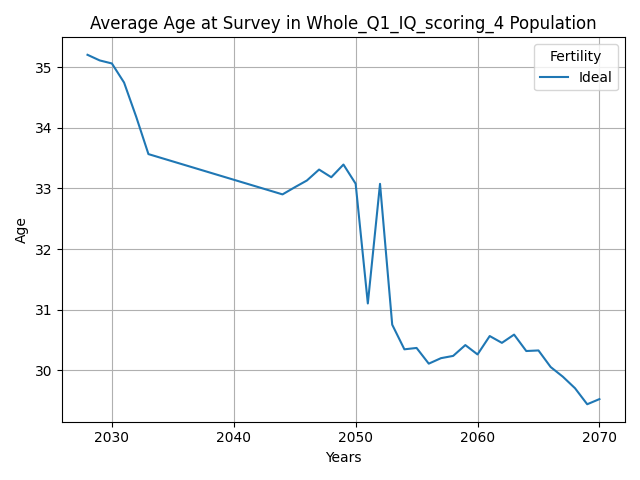 Average Age at Survey in Whole_Q1_IQ_scoring_4 Population
Fertility
Ideal
35
34
33
32
31
30
Age
2030 2040 2050 2060 2070
Years